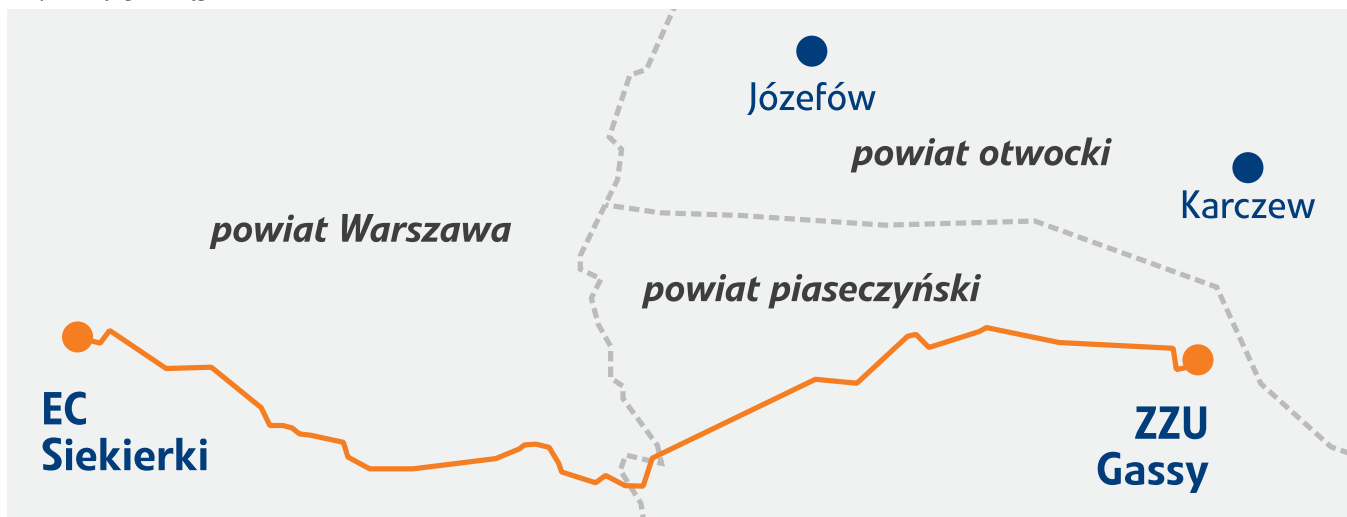 Józefów
powiat otwocki
Karczew
powiat Warszawa
powiat piaseczyński
EC
Siekierki
ZZU
Gassy